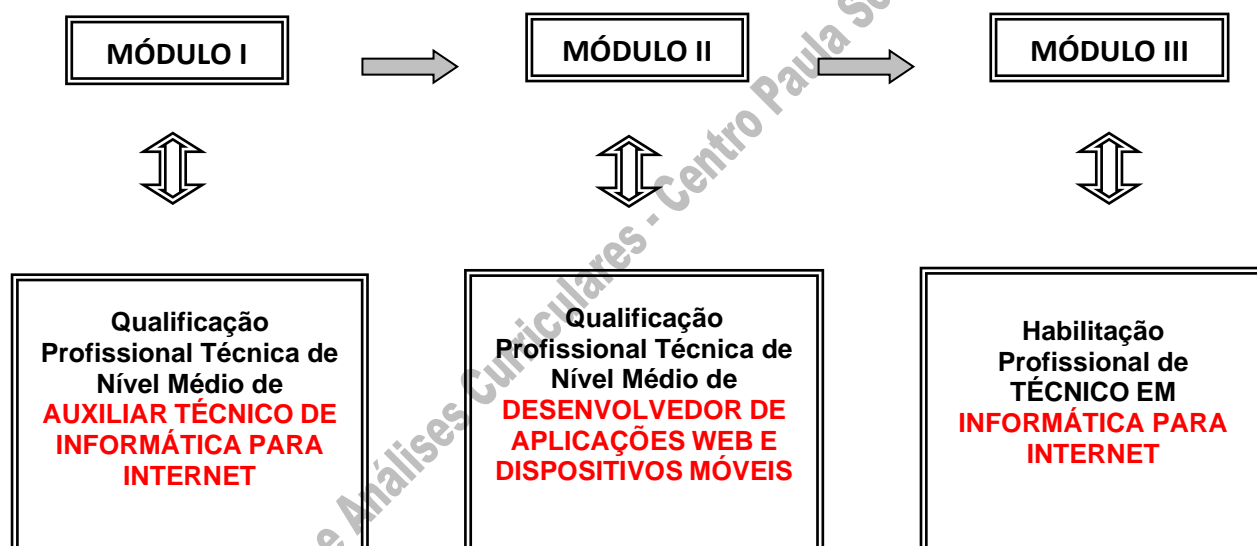 MÓDULO I
MÓDULO II
MÓDULO III
Qualificação
Profissional Técnica de
Nível Médio de
AUXILIAR TÉCNICO DE
INFORMÁTICA PARA
INTERNET
Qualificação
Profissional Técnica de
Nível Médio de
DESENVOLVEDOR DE
APLICAÇÕES WEB E
DISPOSITIVOS MÓVEIS
Habilitação
Profissional de
TÉCNICO EM
INFORMÁTICA PARA
INTERNET
e Análises Curriculares - Centro Paula